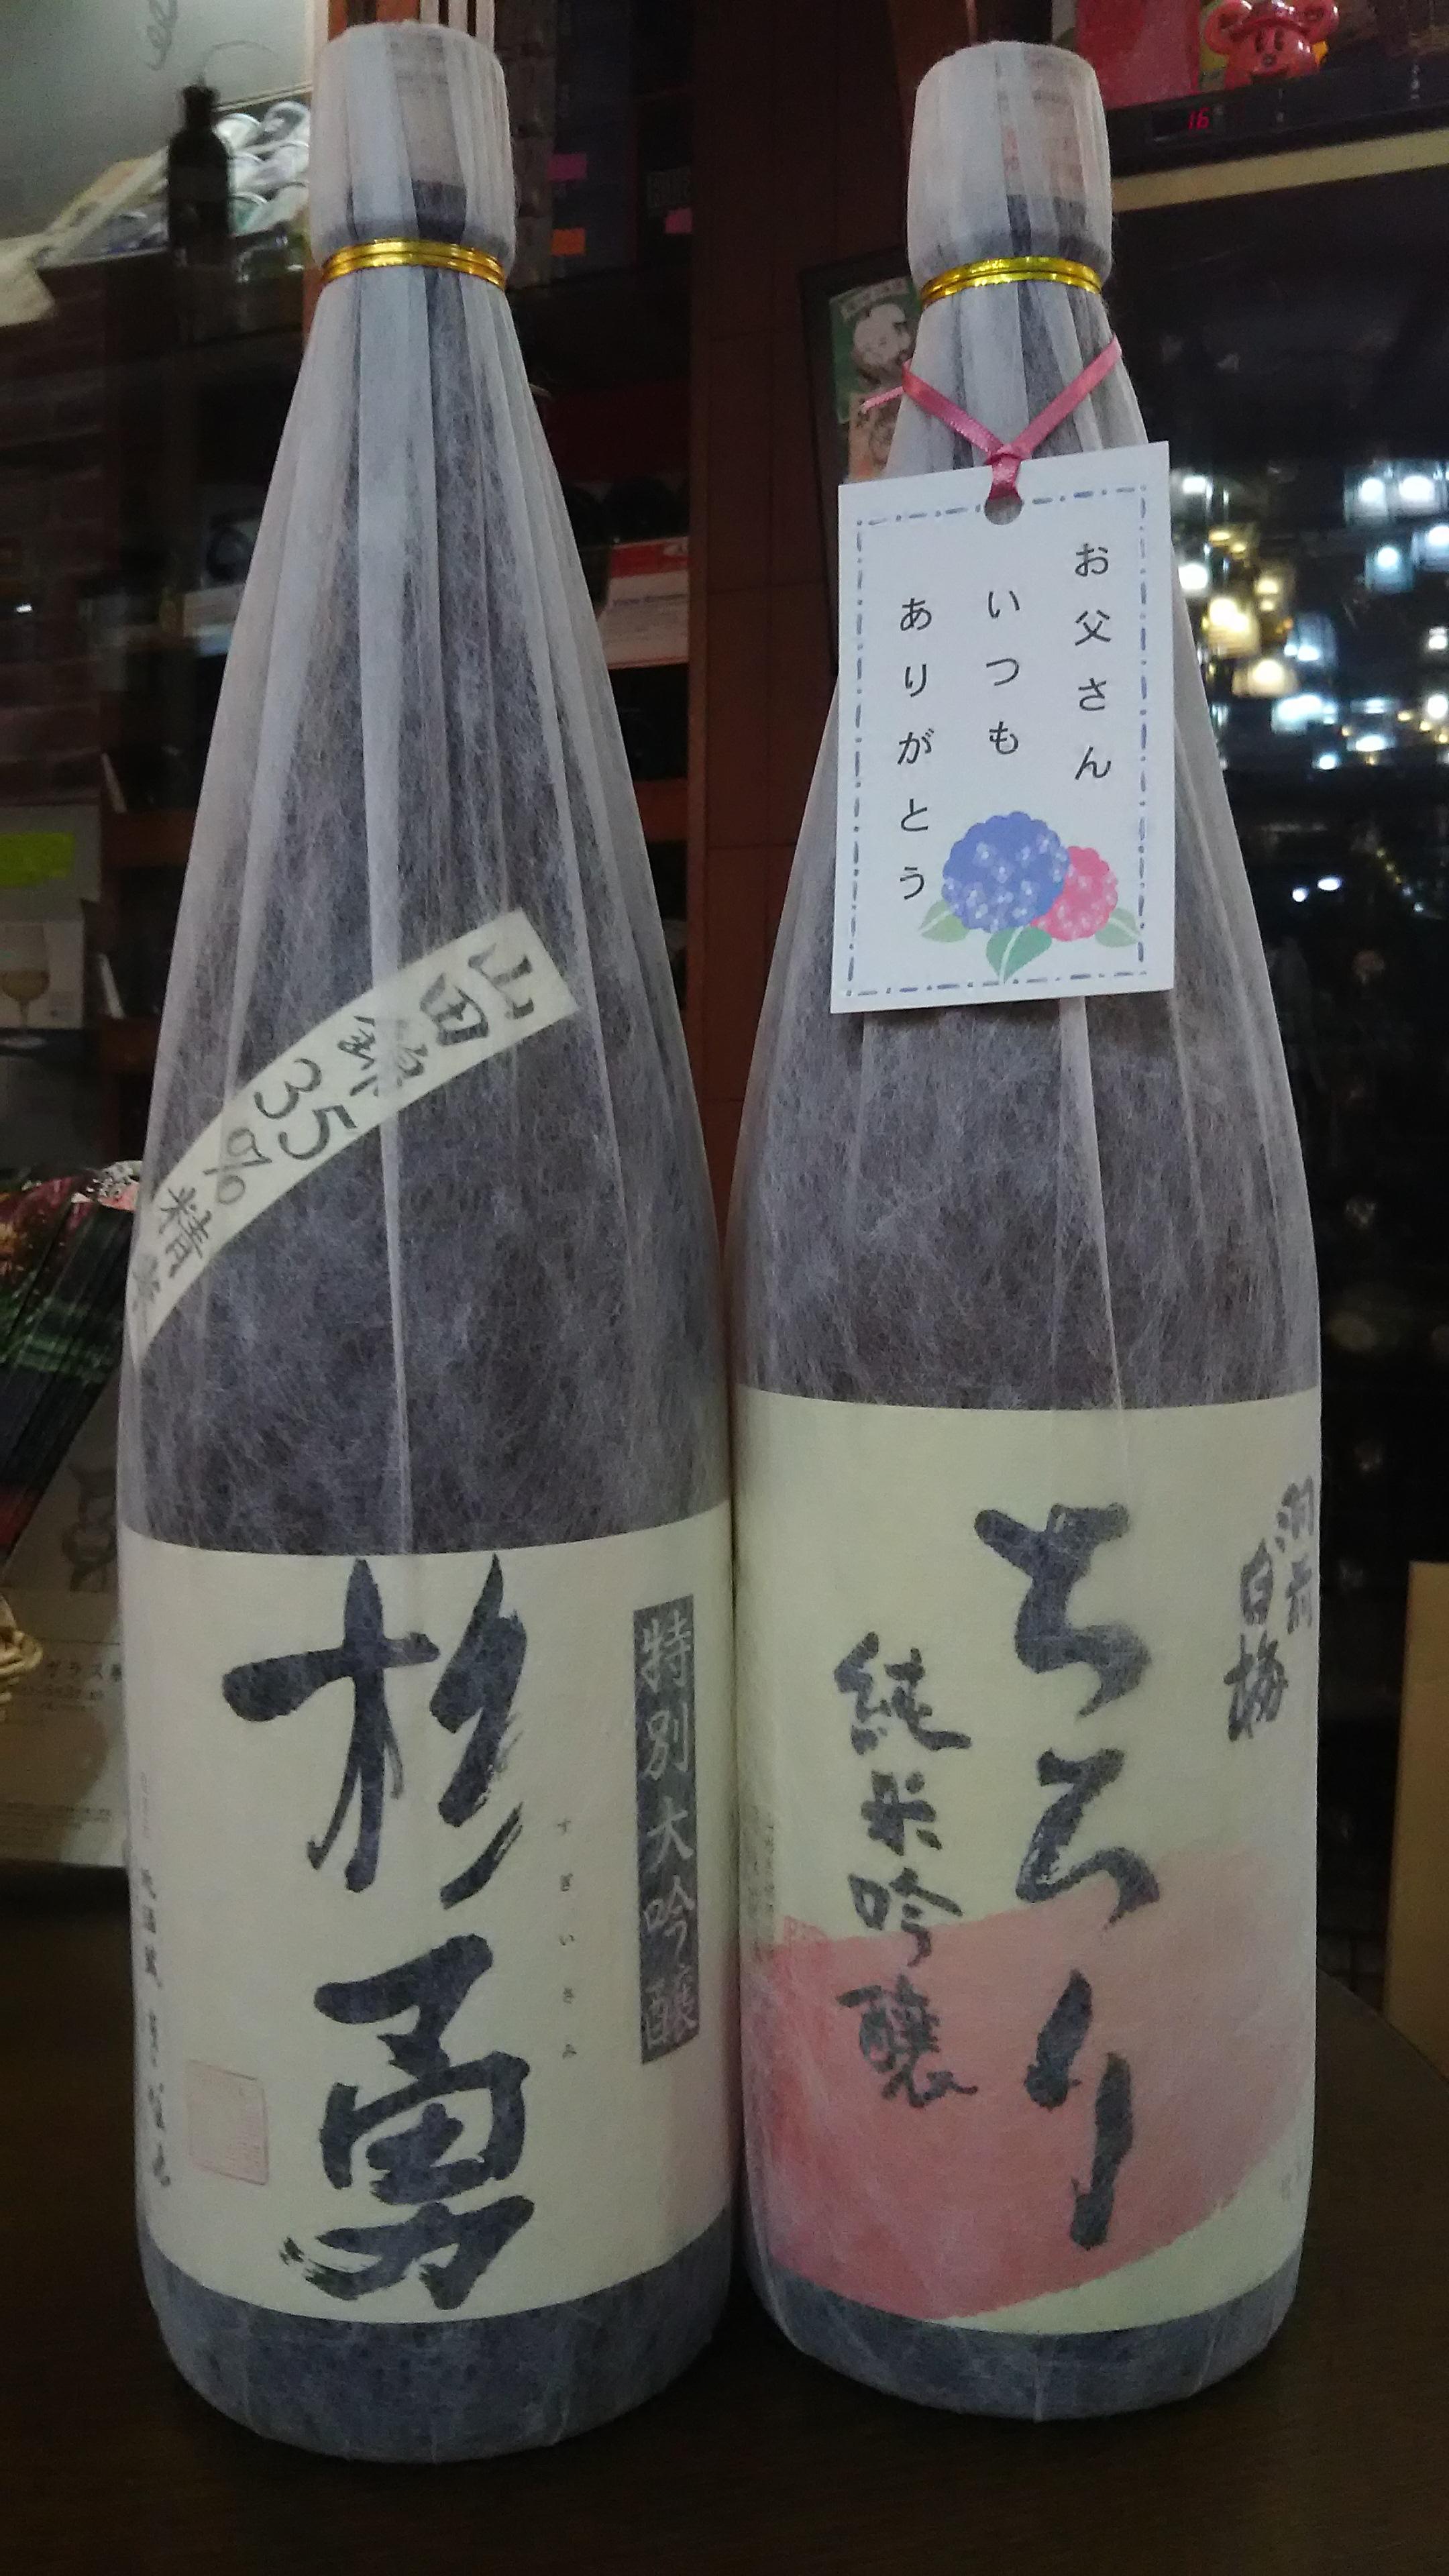 山田錦35%精米
特別大吟醸
杉勇
すぎいさみ
お父さん
いつも
ありがとう
羽前
白梅
ちろり
純米吟醸
16